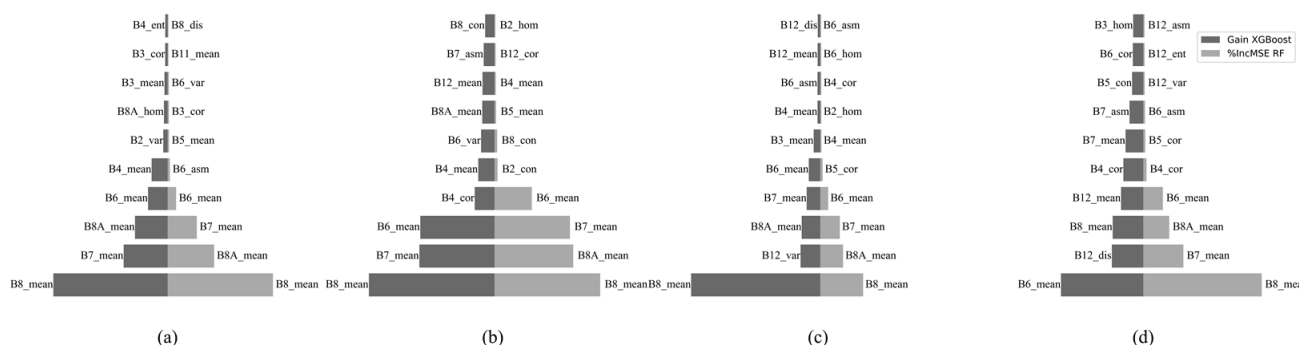 B4_ent B8_dis
B3_cor B11_mean
B3_mean B6_var
B8A_hom B3_cor
B2_var B5_mean
B4_mean B6_asm
B6_mean B6_mean
B8A_mean B7_mean
B7_mean B8A_mean
B8_mean B8_mean
(a)
B8_con B2_hom
B7_asm B12_cor
B12_mean B4_mean
B8A_mean B5_mean
B6_var B8_con
B4_mean B2_con
B4_cor B6_mean
B6_mean B7_mean
B7_mean B8A_mean
B8_mean B8_mean
(b)
B12_dis B6_asm
B12_mean B6_hom
B6_asm B4_cor
B4_mean B2_hom
B3_mean B4_mean
B6_mean B5_cor
B7_mean B6_mean
B8A_mean B7_mean
B12_var B8A_mean
B8_mean B8_mean
(c)
B3_hom B12_asm
B6_cor B12_ent
B5_con B12_var
B7_asm B6_asm
B7_mean B5_cor
B4_cor B4_cor
B12_mean B6_mean
B8_mean B8A_mean
B12_dis B7_mean
B6_mean B8_mean
(d)
Gain XGBoost
%IncMSE RF